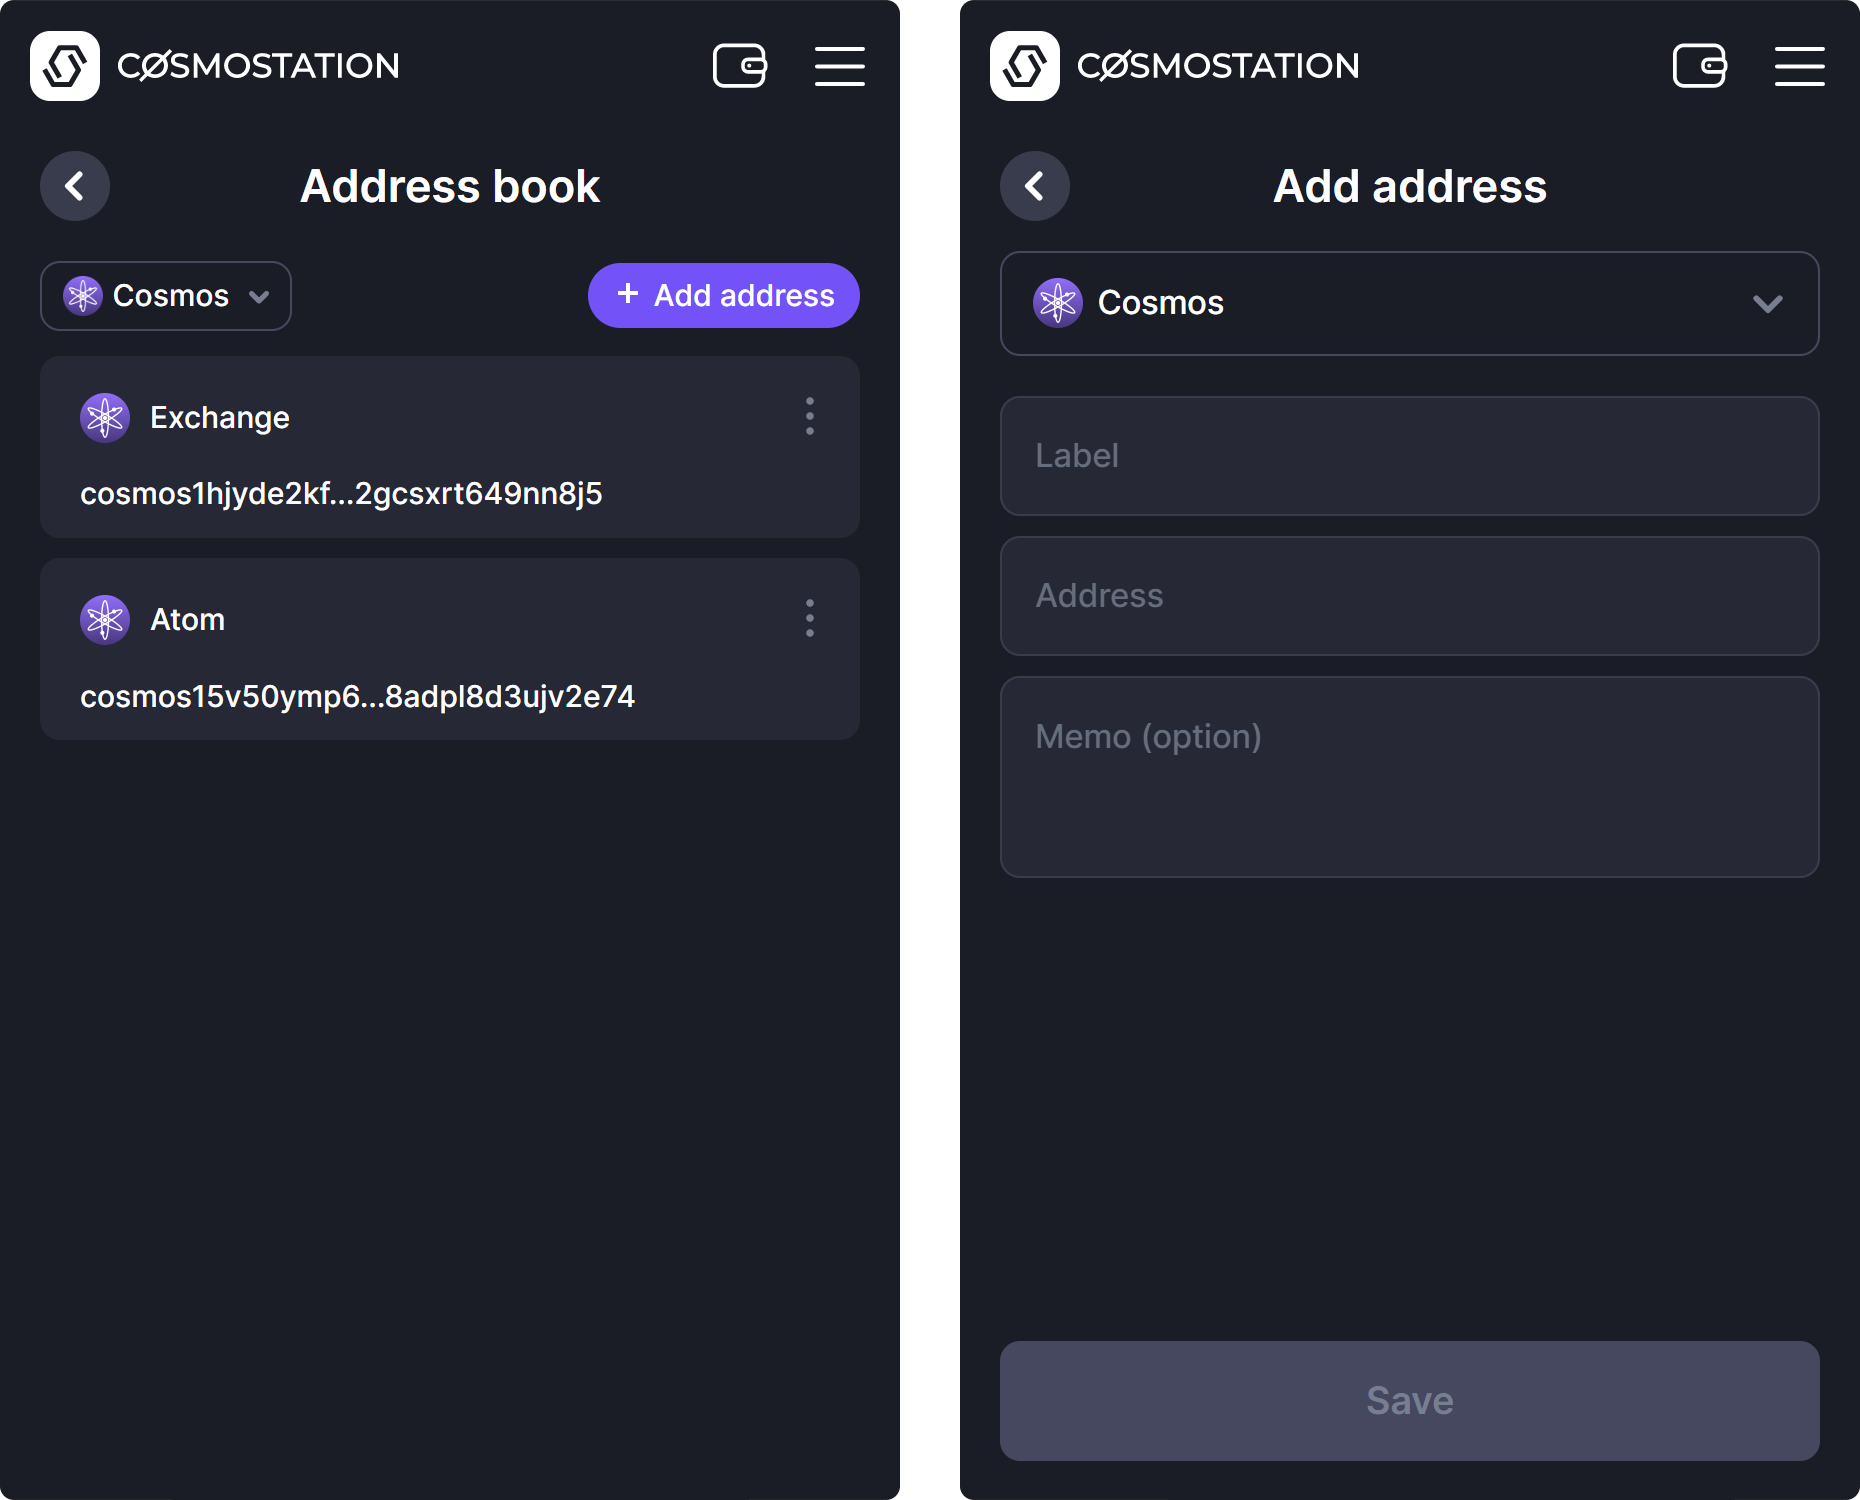 CØSMOSTATION
Address book
Cosmos
+ Add address
Exchange
cosmos1hjyde2kf...2gcsxrt649nn8j5
Atom
cosmos15v50ymp6...8adpl8d3ujv2e74
CØSMOSTATION
Add address
Cosmos
Label
Address
Memo (option)
Save